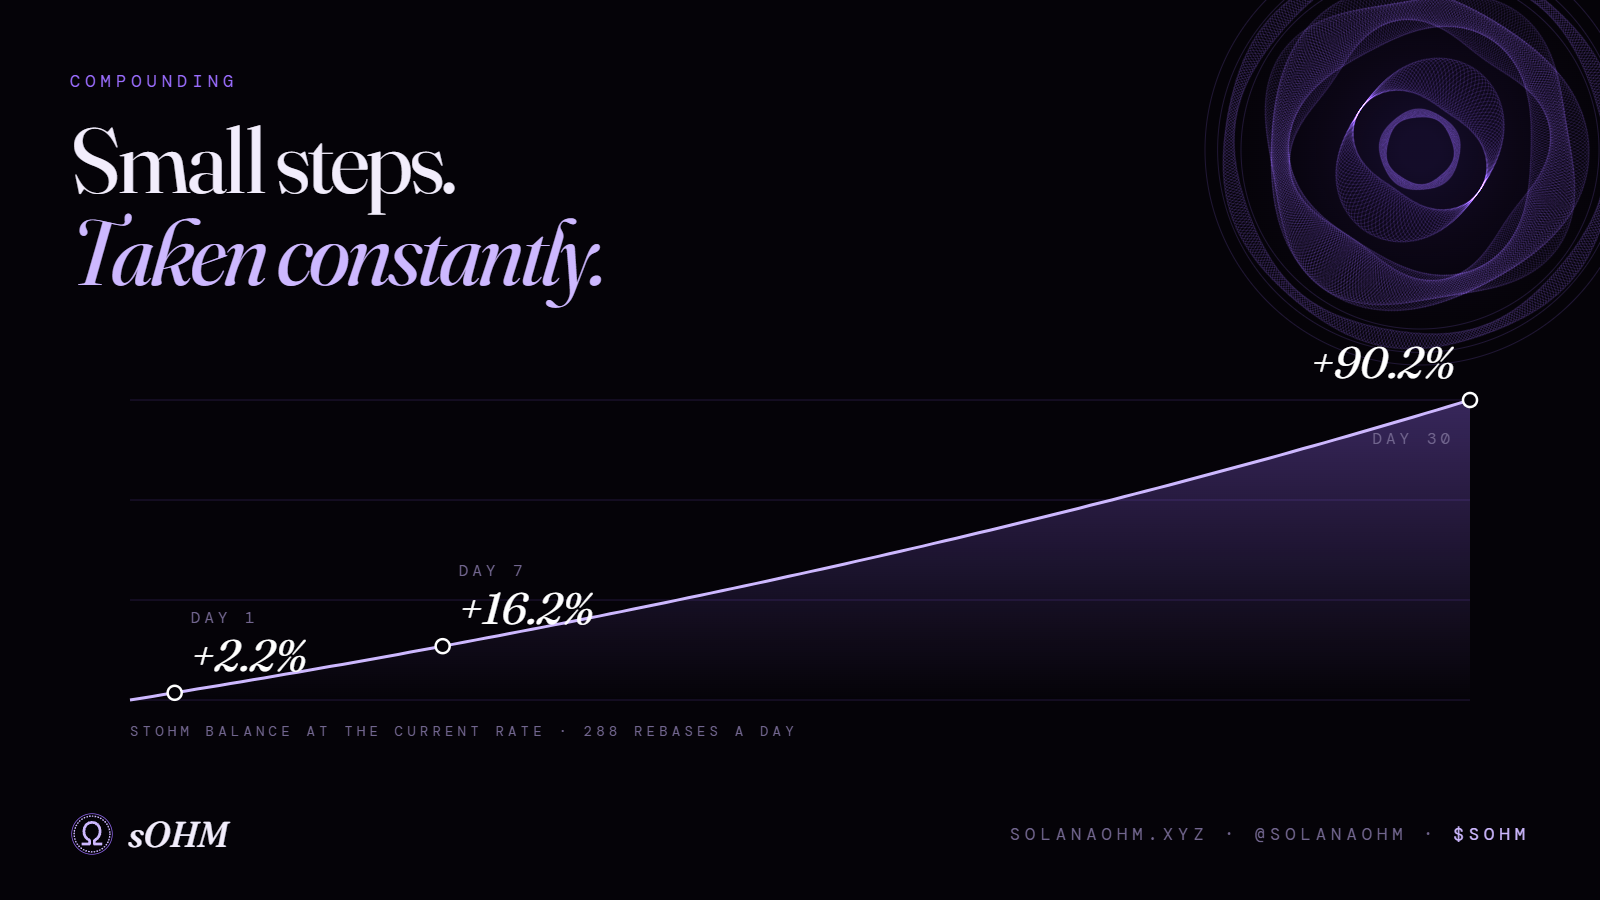 COMPOUNDING
Small steps.
Taken constantly.
+90.2%
DAY 30
DAY 7
+16.2%
DAY 1
+2.2%
STOHM BALANCE AT THE CURRENT RATE · 288 REBASES A DAY
Ω sOHM
SOLANAOHM.XYZ · @SOLANAOHM · $SOHM